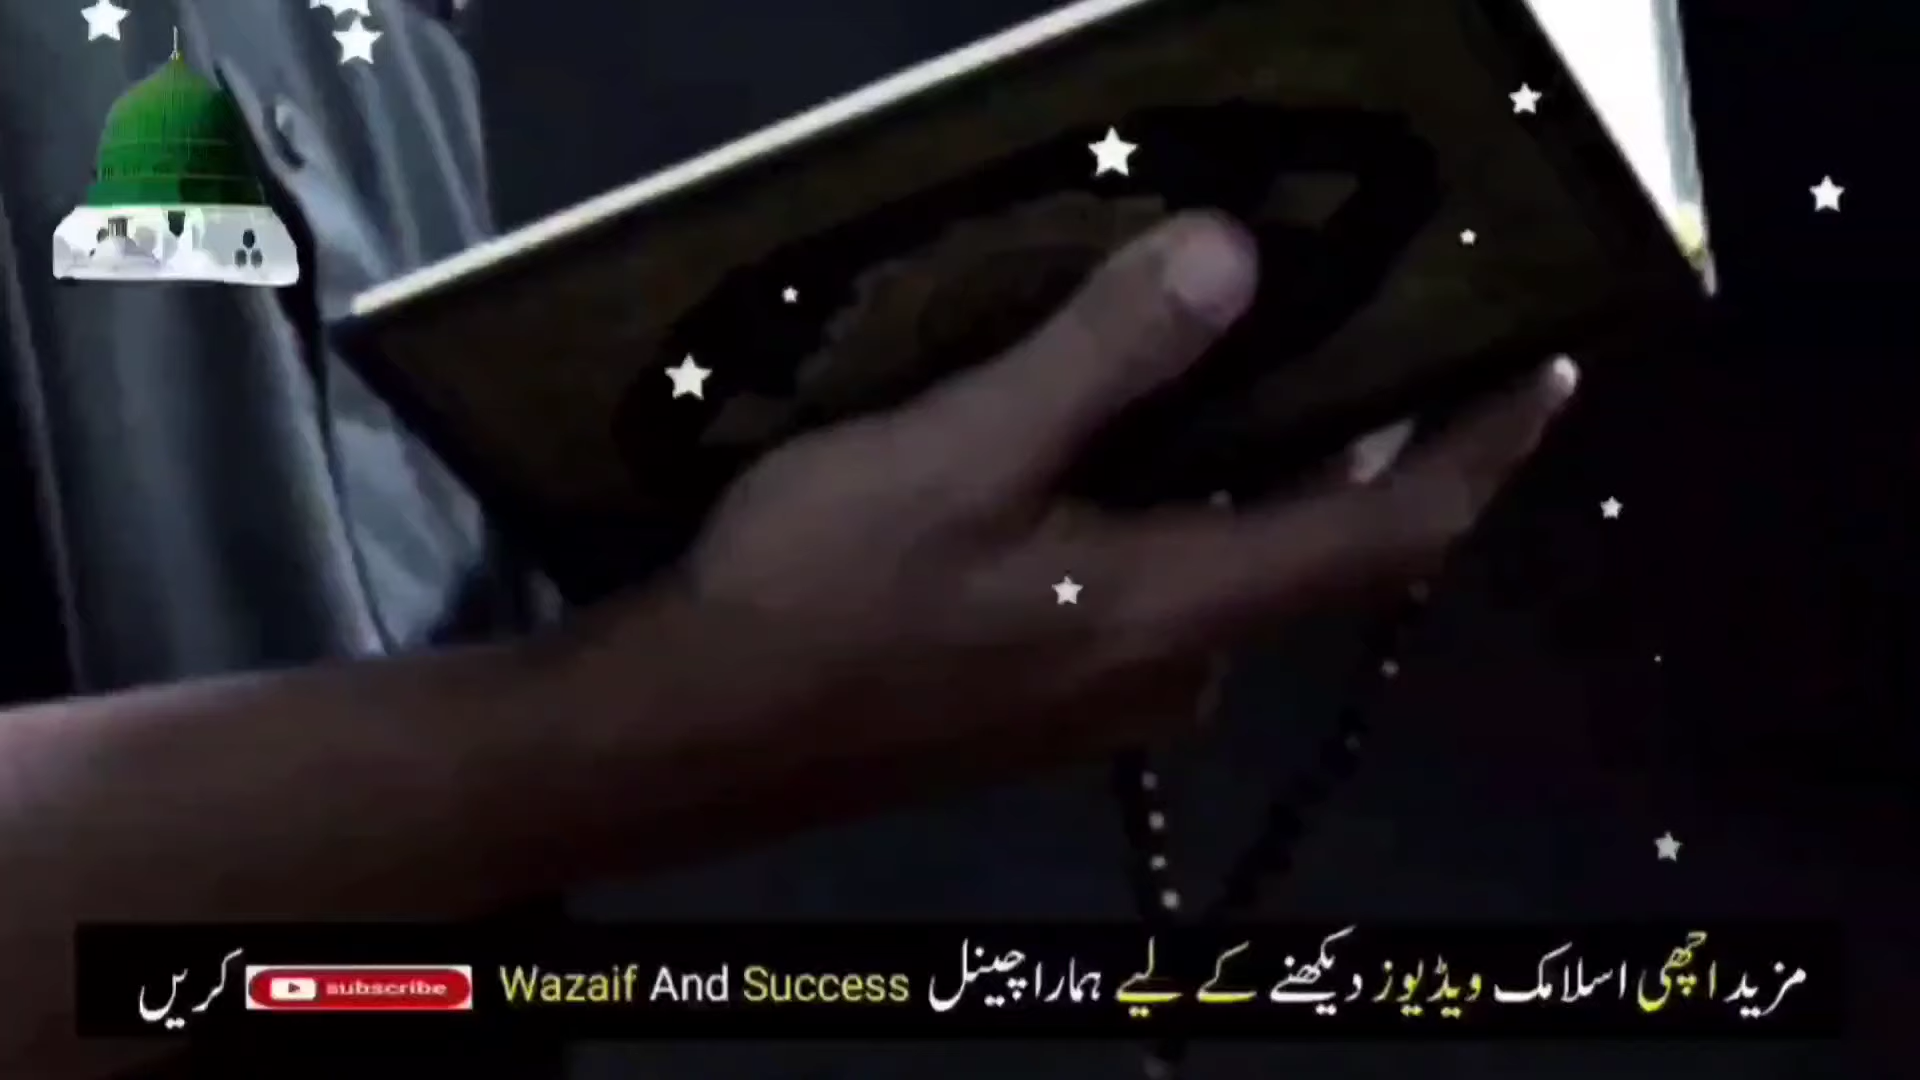 مزید اچھی اسلامک ویڈیوز دیکھنے کے لیے ہمارا چینل Wazaif And Success subscribe کریں